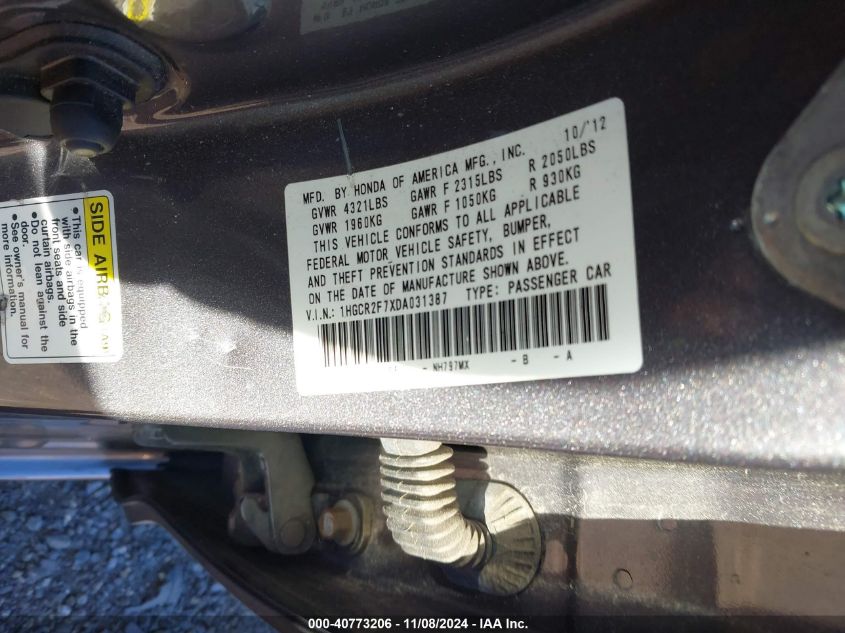 MFD. BY HONDA OF AMERICA MFG., INC. 10/'12
GVWR 4321LBS GAWR F 2315LBS R 2050LBS
GVWR 1960KG GAWR F 1050KG R 930KG
THIS VEHICLE CONFORMS TO ALL APPLICABLE
FEDERAL MOTOR VEHICLE SAFETY, BUMPER,
AND THEFT PREVENTION STANDARDS IN EFFECT
ON THE DATE OF MANUFACTURE SHOWN ABOVE.
V.I.N.: 1HGCR2F7XDA031387 TYPE: PASSENGER CAR
NH797MX - B - A
SIDE AIRBAG A9
• This car is equipped
with side airbags in the
front seats and side
curtain airbags.
• Do not lean against the
door.
• See owner's manual for
more information.
000-40773206 - 11/08/2024 - IAA Inc.